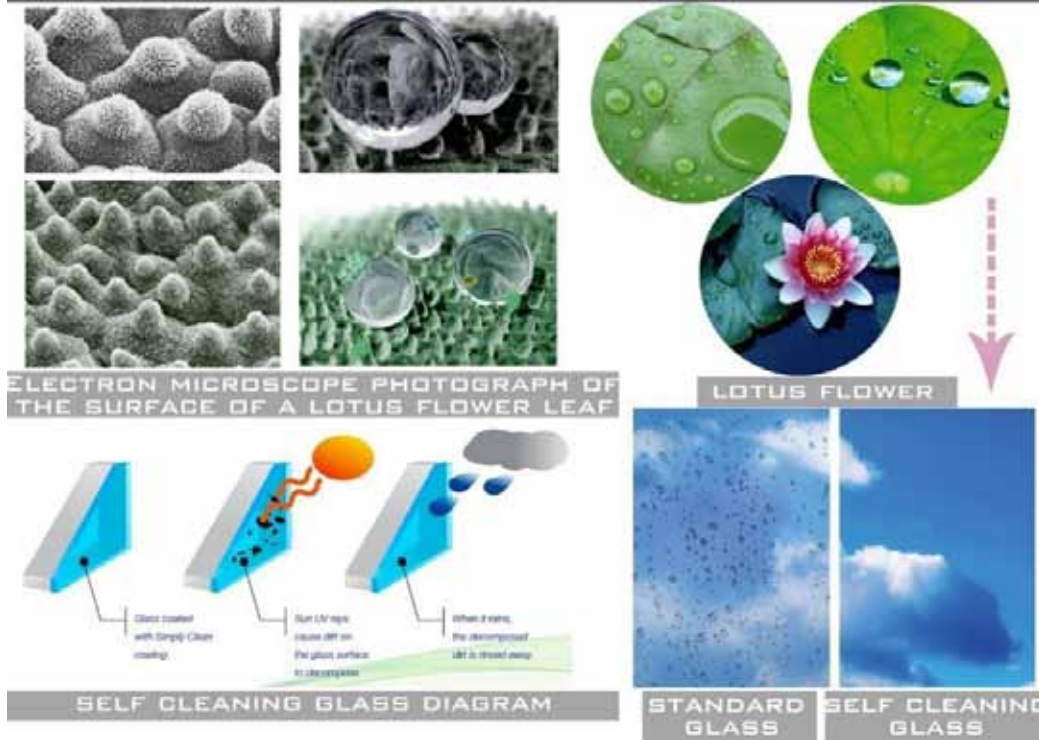 ELECTRON MICROSCOPE PHOTOGRAPH OF
THE SURFACE OF A LOTUS FLOWER LEAF
LOTUS FLOWER
Glass coated
with Simply Clean
coating
Sun UV rays
cause dirt on
the glass surface
to decompose
When it rains,
the decomposed
dirt is rinsed away
SELF CLEANING GLASS DIAGRAM
STANDARD
GLASS
SELF CLEANING
GLASS